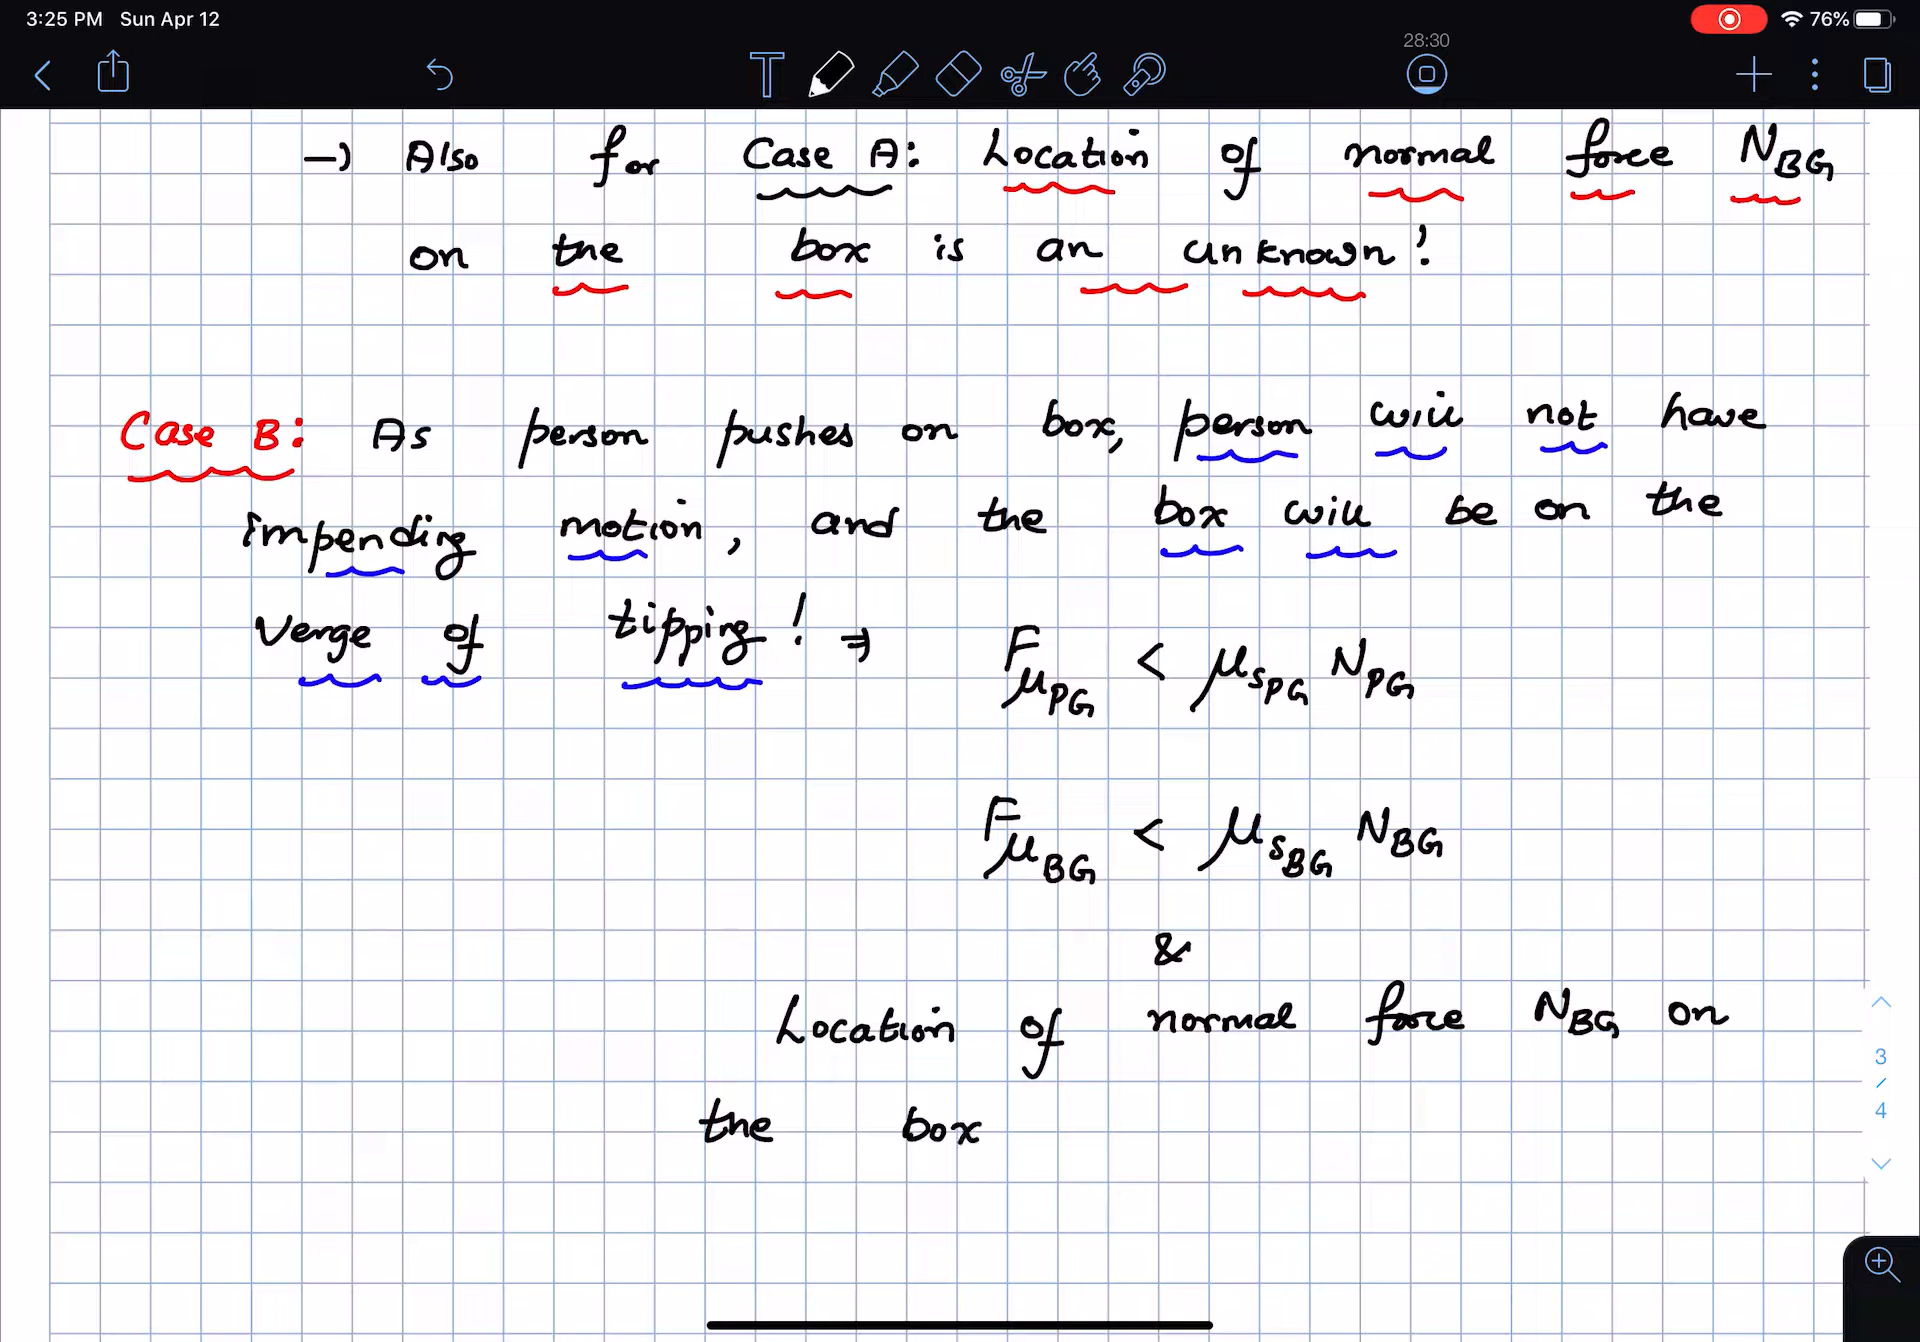 3:25 PM Sun Apr 12
76%
28:30
T
→ Also for Case A: Location of normal force N_BG
on the box is an unknown!
Case B: As person pushes on box, person will not have
impending motion, and the box will be on the
verge of tipping! ⇒ F_μPG < μ_sPG N_PG
F_μBG < μ_sBG N_BG
&
Location of normal force N_BG on
the box
3
/
4